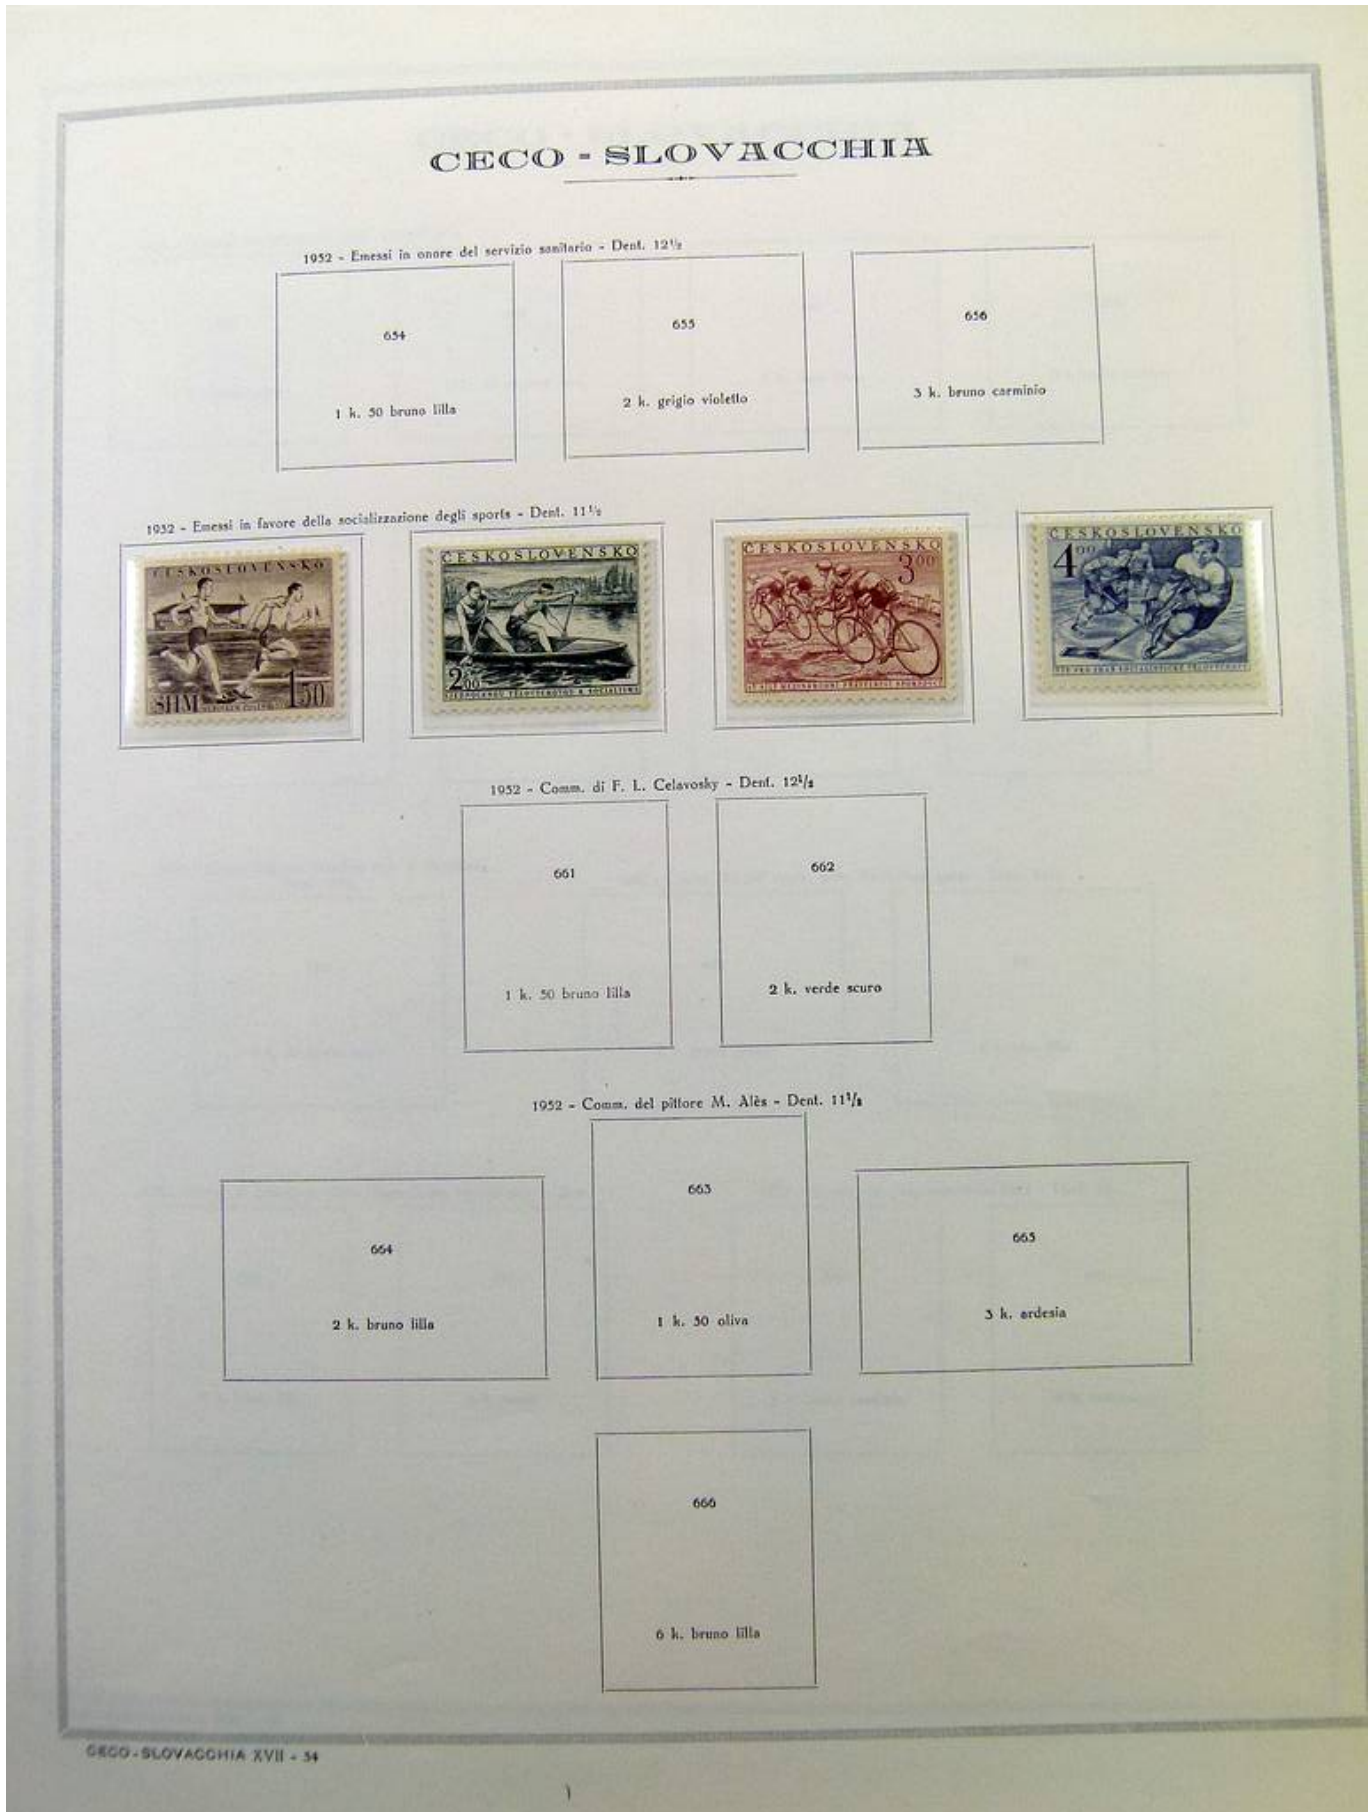 CECO - SLOVACCHIA
1952 - Emessi in onore del servizio sanitario - Dent. 12½
654
1 k. 50 bruno lilla
655
2 k. grigio violetto
656
3 k. bruno carminio
1952 - Emessi in favore della socializzazione degli sports - Dent. 11½
ČESKOSLOVENSKO
SHM
1.50
ČESKOSLOVENSKO
2.00
ČESKOSLOVENSKO
3.00
ČESKOSLOVENSKO
4.00
1952 - Comm. di F. L. Celavosky - Dent. 12½
661
1 k. 50 bruno lilla
662
2 k. verde scuro
1952 - Comm. del pittore M. Alès - Dent. 11½
664
2 k. bruno lilla
663
1 k. 50 oliva
665
3 k. ardesia
666
6 k. bruno lilla
CECO-SLOVACCHIA XVII - 54